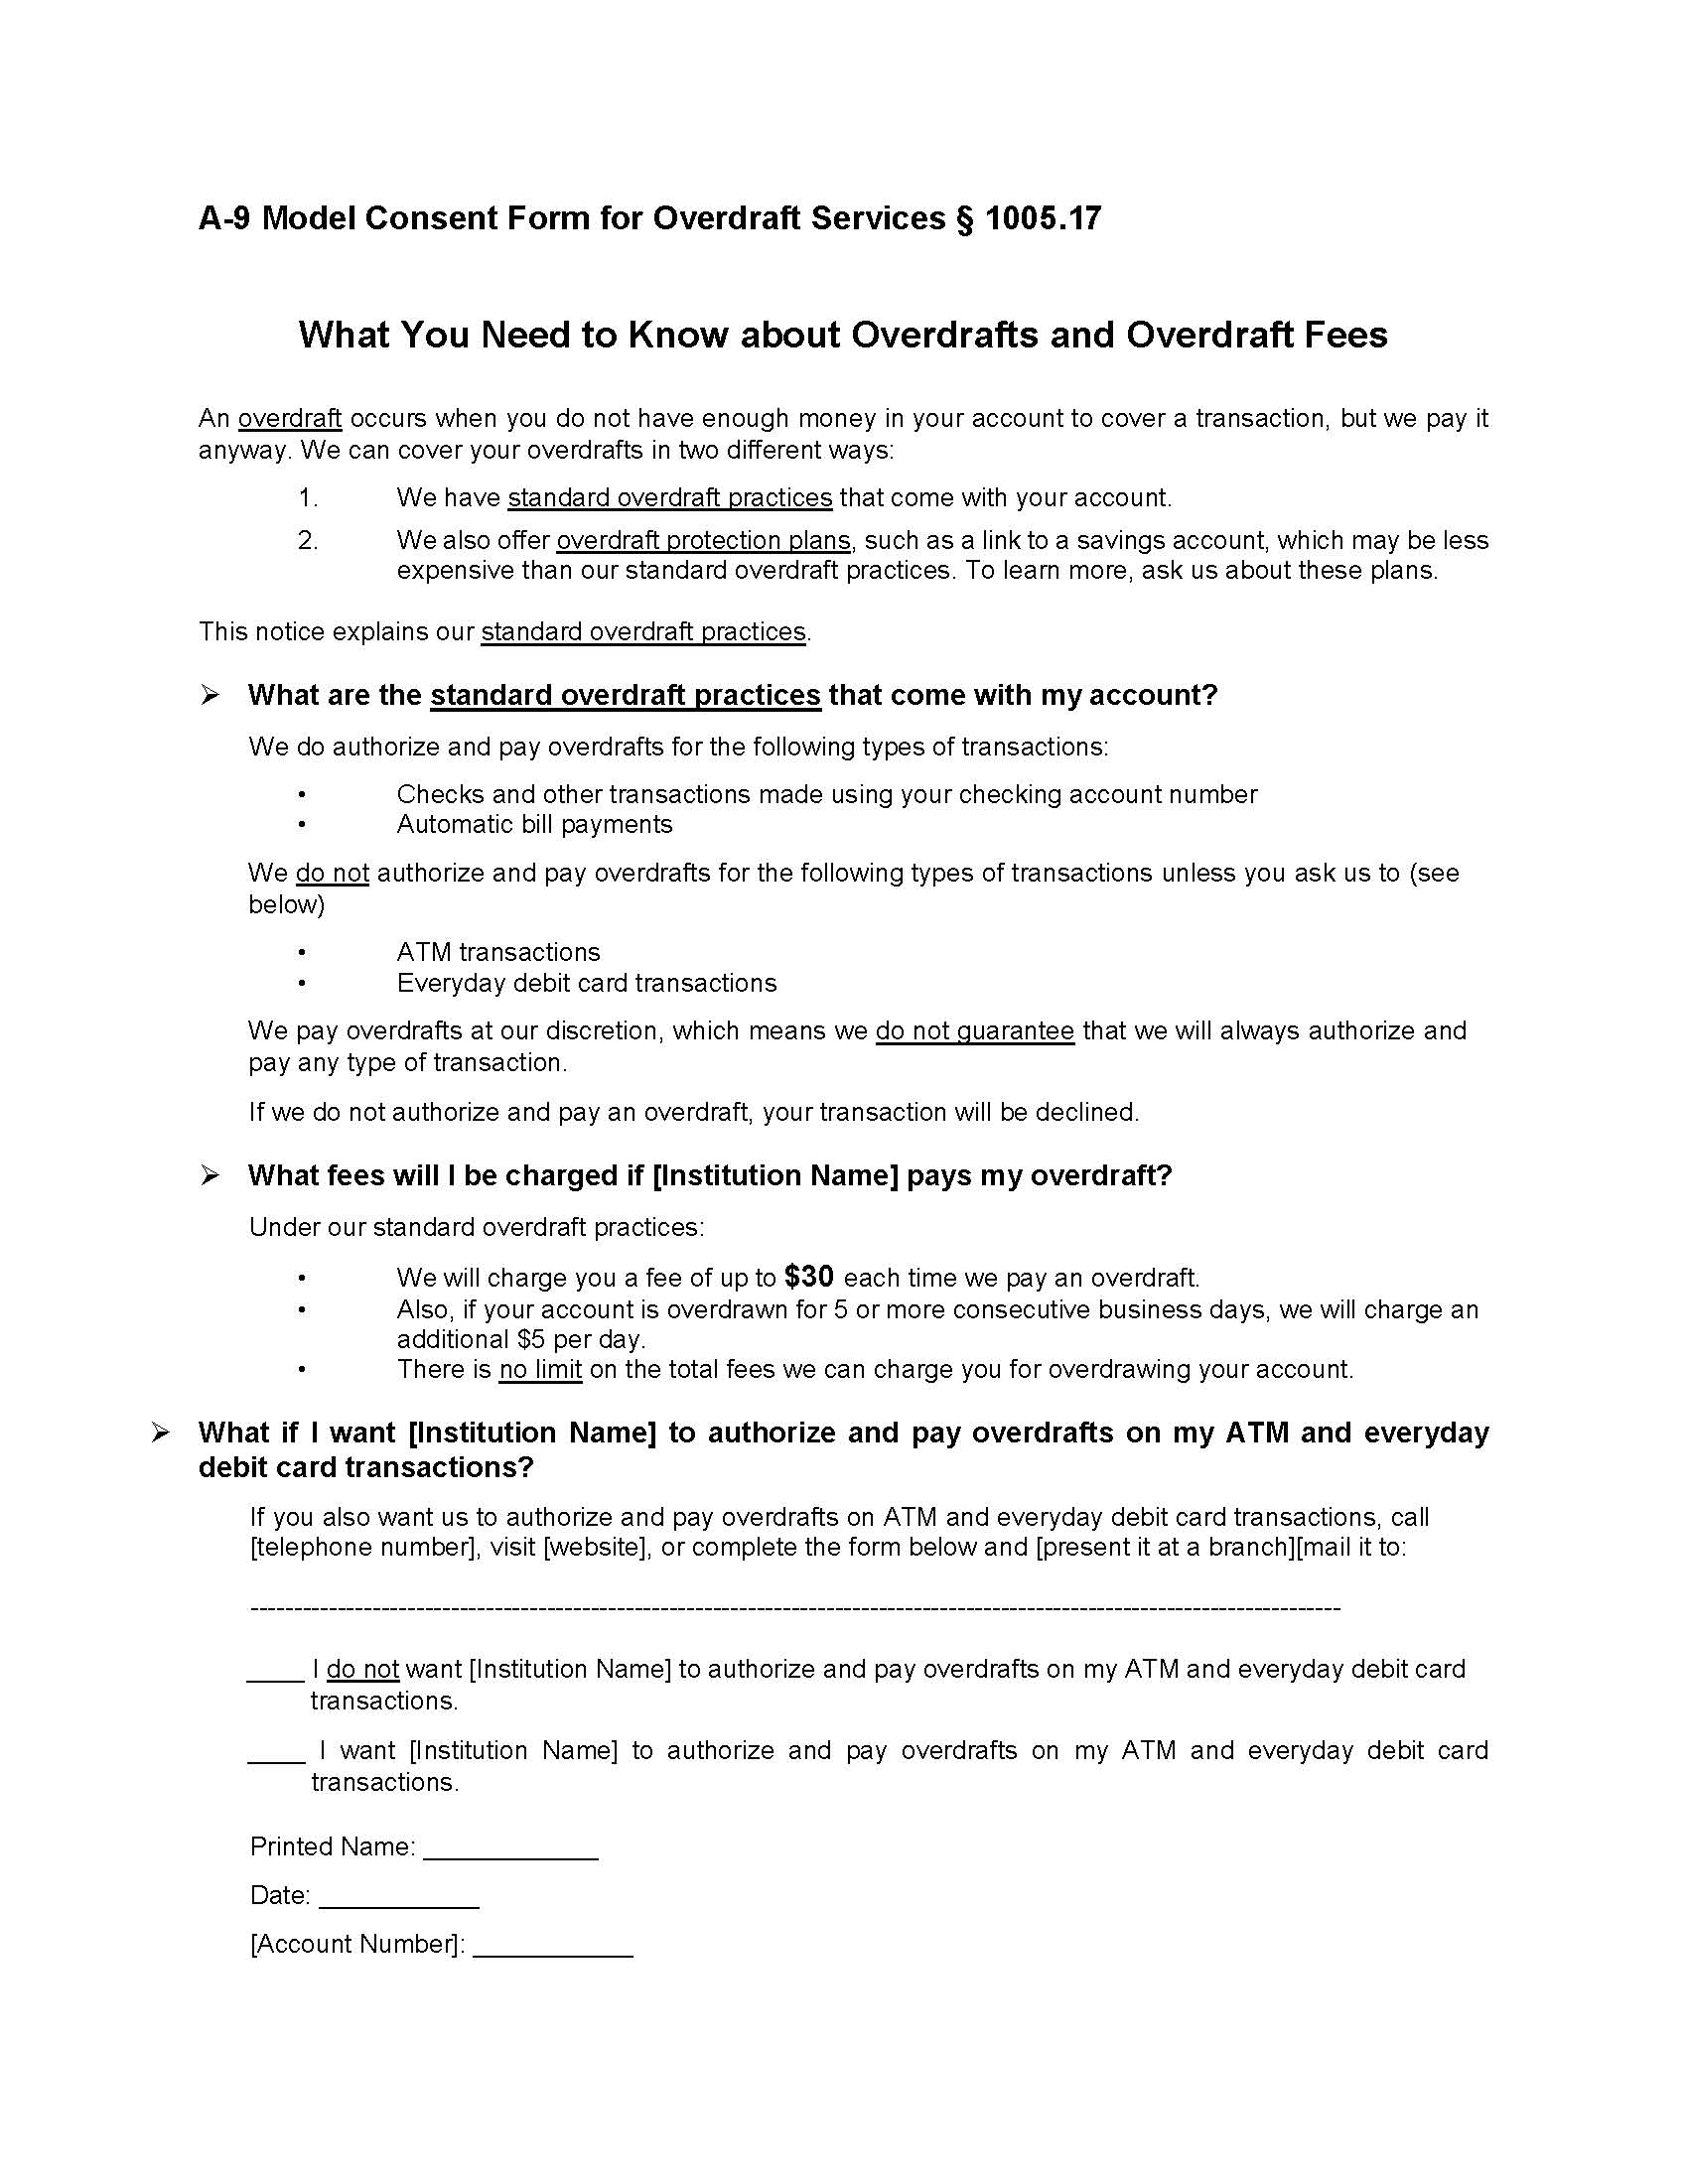 A-9 Model Consent Form for Overdraft Services § 1005.17
What You Need to Know about Overdrafts and Overdraft Fees
An overdraft occurs when you do not have enough money in your account to cover a transaction, but we pay it
anyway. We can cover your overdrafts in two different ways:
1. We have standard overdraft practices that come with your account.
2. We also offer overdraft protection plans, such as a link to a savings account, which may be less
expensive than our standard overdraft practices. To learn more, ask us about these plans.
This notice explains our standard overdraft practices.
➢ What are the standard overdraft practices that come with my account?
We do authorize and pay overdrafts for the following types of transactions:
• Checks and other transactions made using your checking account number
• Automatic bill payments
We do not authorize and pay overdrafts for the following types of transactions unless you ask us to (see
below)
• ATM transactions
• Everyday debit card transactions
We pay overdrafts at our discretion, which means we do not guarantee that we will always authorize and
pay any type of transaction.
If we do not authorize and pay an overdraft, your transaction will be declined.
➢ What fees will I be charged if [Institution Name] pays my overdraft?
Under our standard overdraft practices:
• We will charge you a fee of up to $30 each time we pay an overdraft.
• Also, if your account is overdrawn for 5 or more consecutive business days, we will charge an
additional $5 per day.
• There is no limit on the total fees we can charge you for overdrawing your account.
➢ What if I want [Institution Name] to authorize and pay overdrafts on my ATM and everyday
debit card transactions?
If you also want us to authorize and pay overdrafts on ATM and everyday debit card transactions, call
[telephone number], visit [website], or complete the form below and [present it at a branch][mail it to:
-----------------------------------------------------------------------------------------------------------------------------
____ I do not want [Institution Name] to authorize and pay overdrafts on my ATM and everyday debit card
transactions.
____ I want [Institution Name] to authorize and pay overdrafts on my ATM and everyday debit card
transactions.
Printed Name: ____________
Date: ___________
[Account Number]: ___________